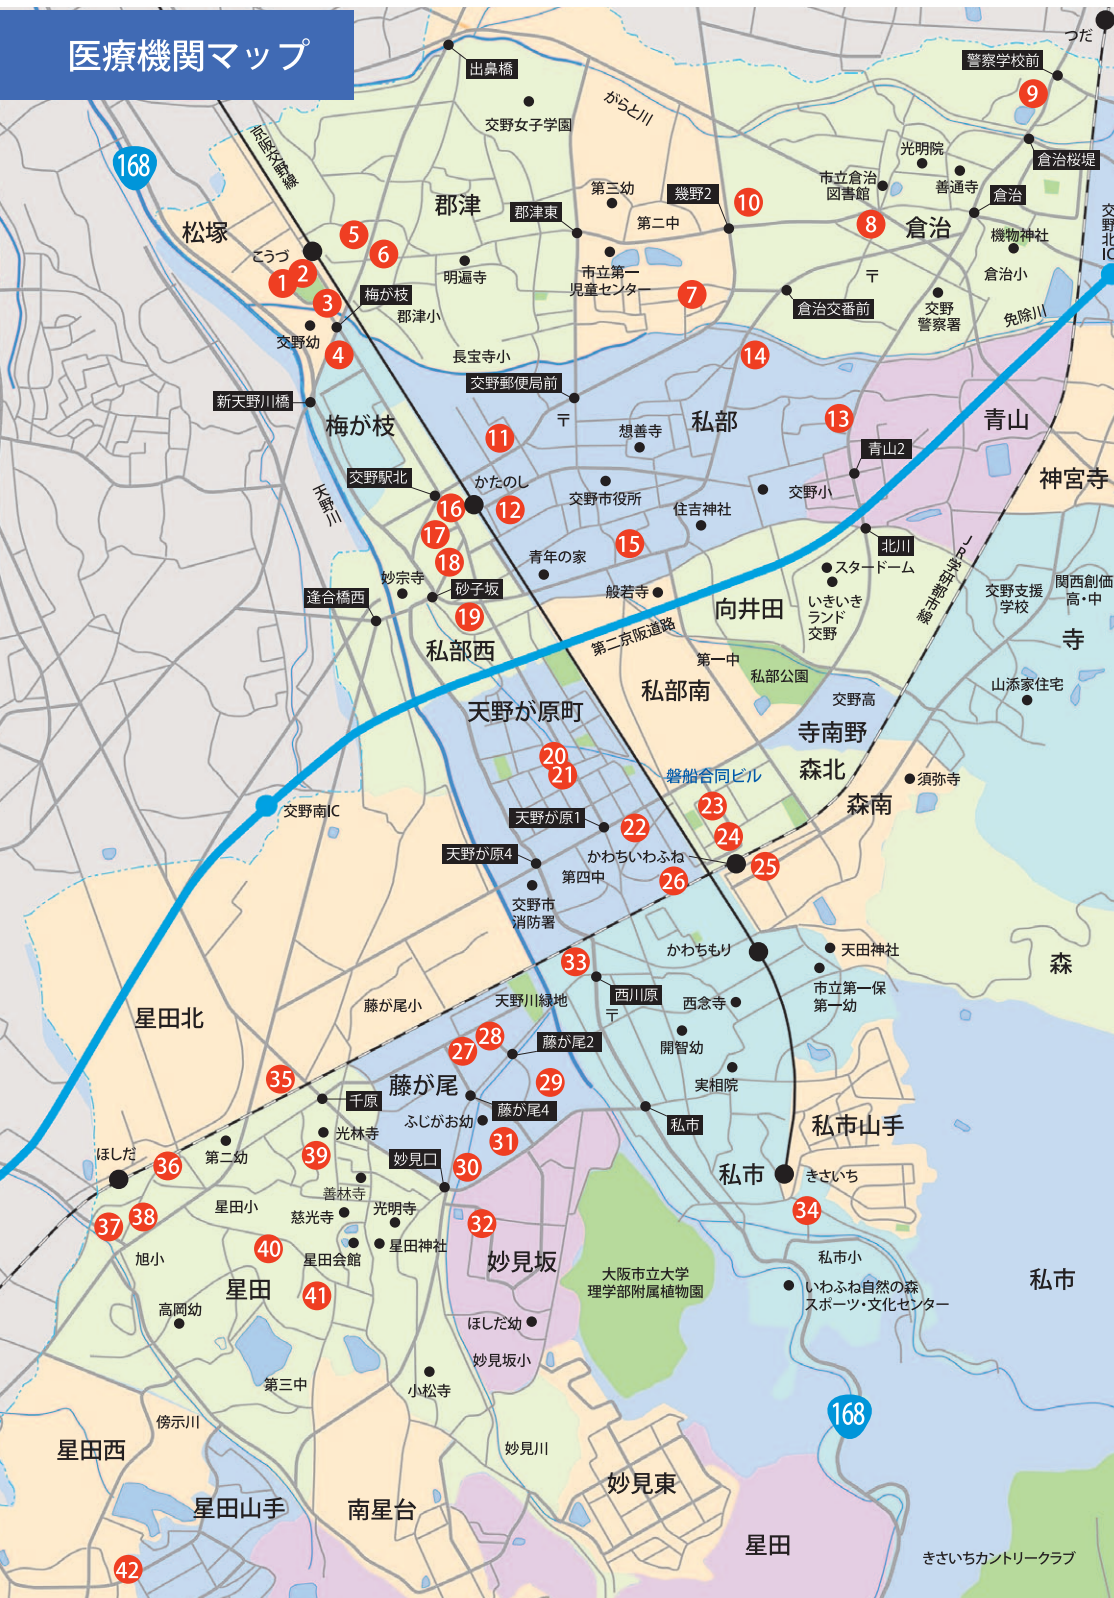 医療機関マップ
つだ
警察学校前
出鼻橋
9
がらと川
交野女子学園
京阪交野線
168
光明院
倉治桜堤
市立倉治
図書館
善通寺
第三幼
幾野2
10
倉治
郡津
郡津東
第二中
8
倉治
交野北IC
松塚
5
こうづ
6
機物神社
明遍寺
市立第一
児童センター
倉治小
1
2
〒
3
梅が枝
7
倉治交番前
交野
警察署
免除川
郡津小
交野幼
4
長宝寺小
14
交野郵便局前
新天野川橋
〒
梅が枝
私部
13
青山
想善寺
11
青山2
交野駅北
かたのし
神宮寺
天野川
交野市役所
交野小
16
12
住吉神社
17
15
北川
JR学研都市線
18
青年の家
スタードーム
妙宗寺
砂子坂
般若寺
交野支援
学校
関西創価
高・中
逢合橋西
向井田
いきいき
ランド
交野
19
私部西
第二京阪道路
寺
第一中
私部公園
私部南
山添家住宅
交野高
天野が原町
寺南野
20
21
磐船合同ビル
森北
須弥寺
交野南IC
23
森南
天野が原1
22
24
天野が原4
かわちいわふね
25
第四中
26
交野市
消防署
かわちもり
天田神社
33
森
市立第一保
第一幼
西川原
天野川緑地
西念寺
藤が尾小
〒
星田北
28
藤が尾2
開智幼
27
実相院
35
藤が尾
29
千原
藤が尾4
私市
私市山手
ふじがお幼
光林寺
31
第二幼
39
妙見口
ほしだ
36
30
私市
きさいち
善林寺
星田小
慈光寺
光明寺
34
37
38
32
星田神社
40
星田会館
旭小
妙見坂
私市小
大阪市立大学
理学部附属植物園
私市
星田
41
いわふね自然の森
スポーツ・文化センター
高岡幼
ほしだ幼
妙見坂小
第三中
小松寺
168
傍示川
星田西
妙見川
妙見東
星田山手
南星台
星田
きさいちカントリークラブ
42